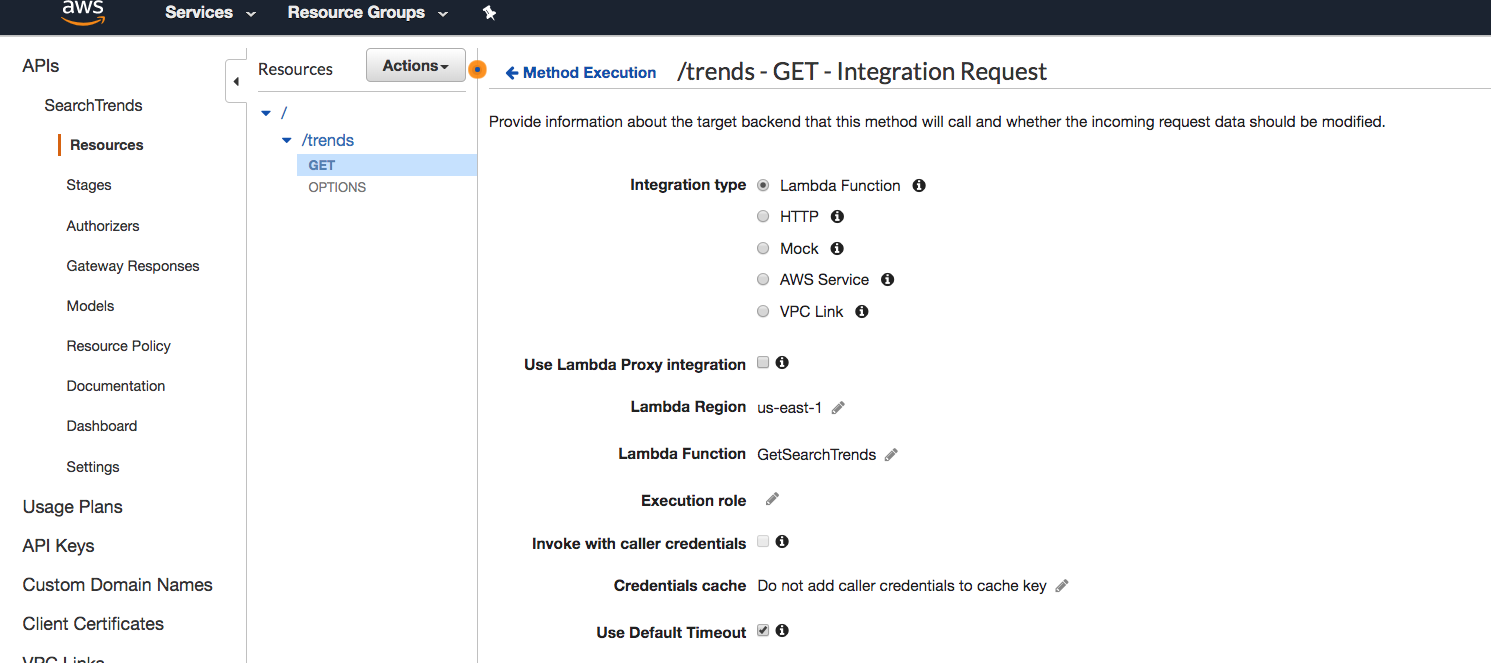 aws Services Resource Groups
APIs
SearchTrends
Resources
Stages
Authorizers
Gateway Responses
Models
Resource Policy
Documentation
Dashboard
Settings
Usage Plans
API Keys
Custom Domain Names
Client Certificates
VPC Links
Resources Actions
/
/trends
GET
OPTIONS
Method Execution /trends - GET - Integration Request
Provide information about the target backend that this method will call and whether the incoming request data should be modified.
Integration type Lambda Function
HTTP
Mock
AWS Service
VPC Link
Use Lambda Proxy integration
Lambda Region us-east-1
Lambda Function GetSearchTrends
Execution role
Invoke with caller credentials
Credentials cache Do not add caller credentials to cache key
Use Default Timeout